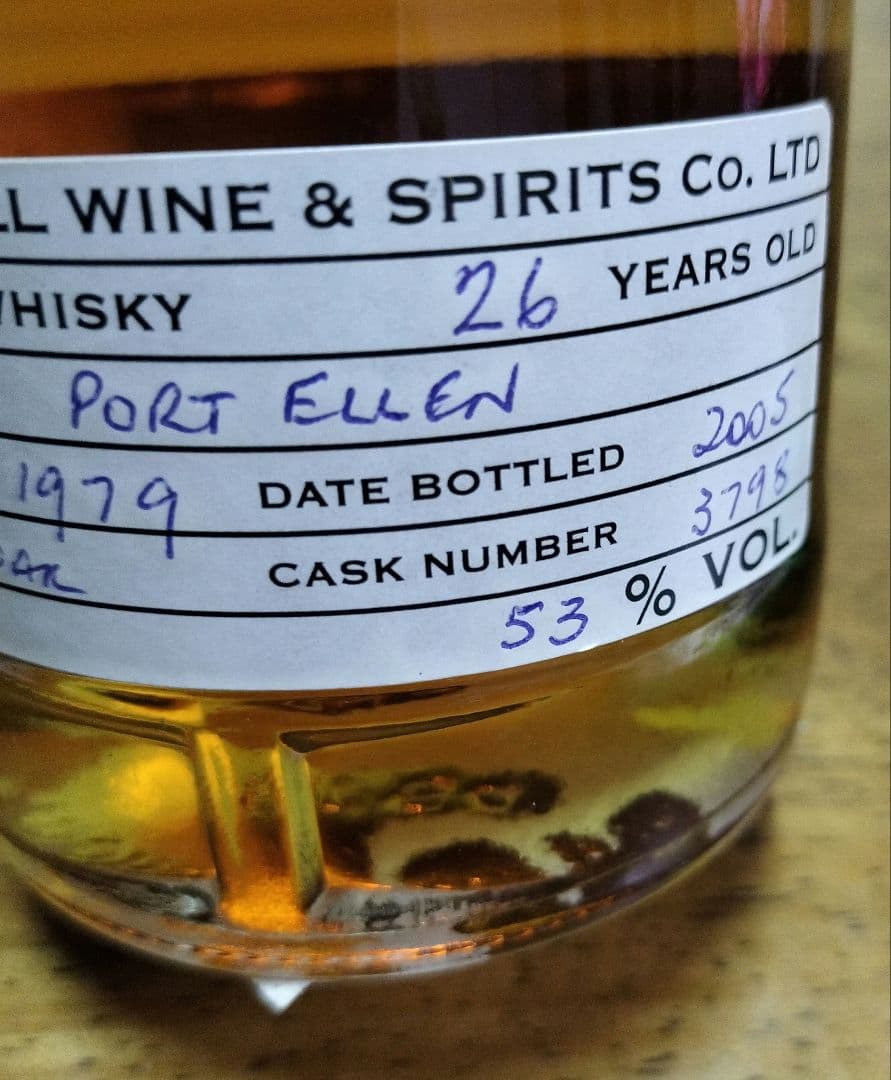 LL WINE & SPIRITS Co. LTD
WHISKY 26 YEARS OLD
PORT ELLEN
1979 DATE BOTTLED 2005
CASK NUMBER 3798
53 % VOL.